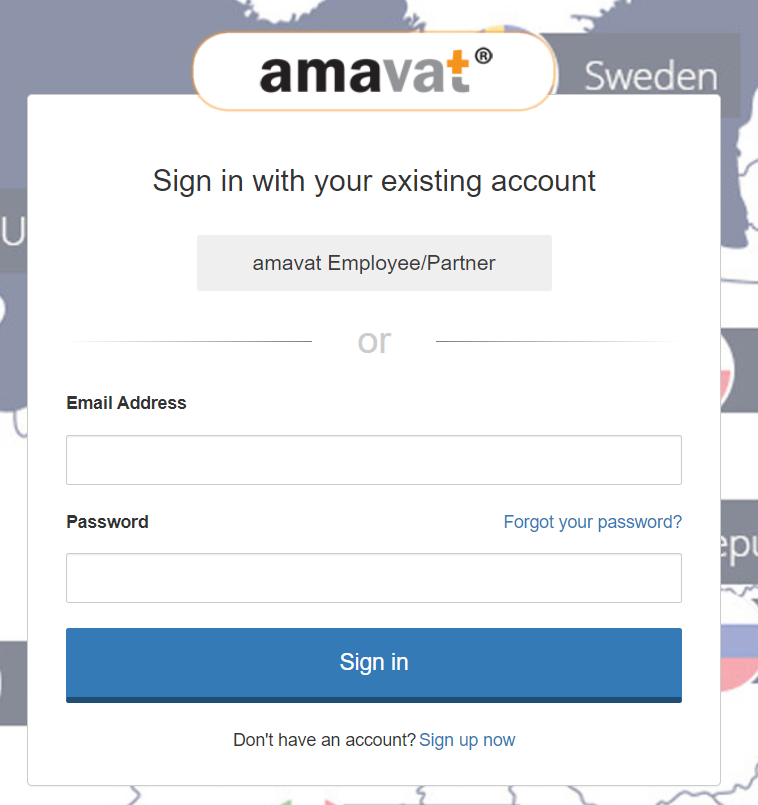 amavat®
Sweden
Sign in with your existing account
amavat Employee/Partner
or
Email Address
Password
Forgot your password?
Sign in
Don't have an account? Sign up now